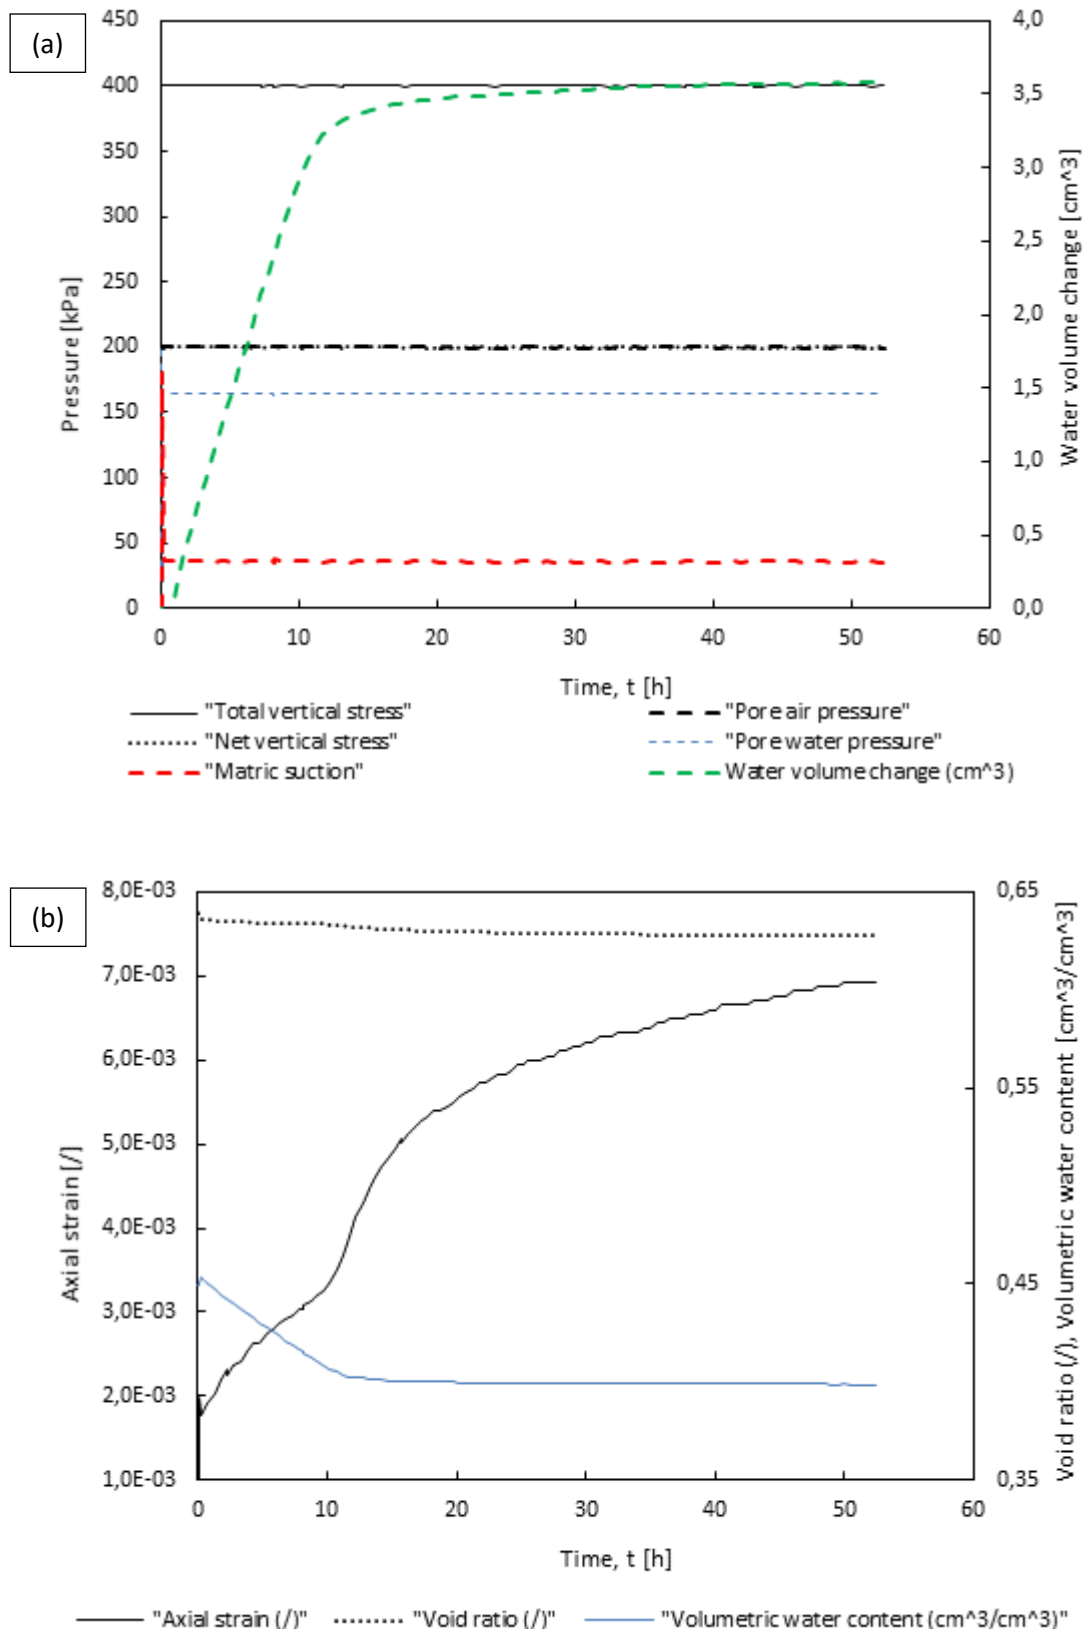 (a)
450
400
350
300
250
200
150
100
50
0
Pressure [kPa]
4,0
3,5
3,0
2,5
2,0
1,5
1,0
0,5
0,0
Water volume change [cm^3]
0 10 20 30 40 50 60
Time, t [h]
"Total vertical stress" "Pore air pressure"
"Net vertical stress" "Pore water pressure"
"Matric suction" Water volume change (cm^3)
(b)
8,0E-03
7,0E-03
6,0E-03
5,0E-03
4,0E-03
3,0E-03
2,0E-03
1,0E-03
Axial strain [/]
0,65
0,55
0,45
0,35
Void ratio (/), Volumetric water content [cm^3/cm^3]
0 10 20 30 40 50 60
Time, t [h]
"Axial strain (/)" "Void ratio (/)" "Volumetric water content (cm^3/cm^3)"